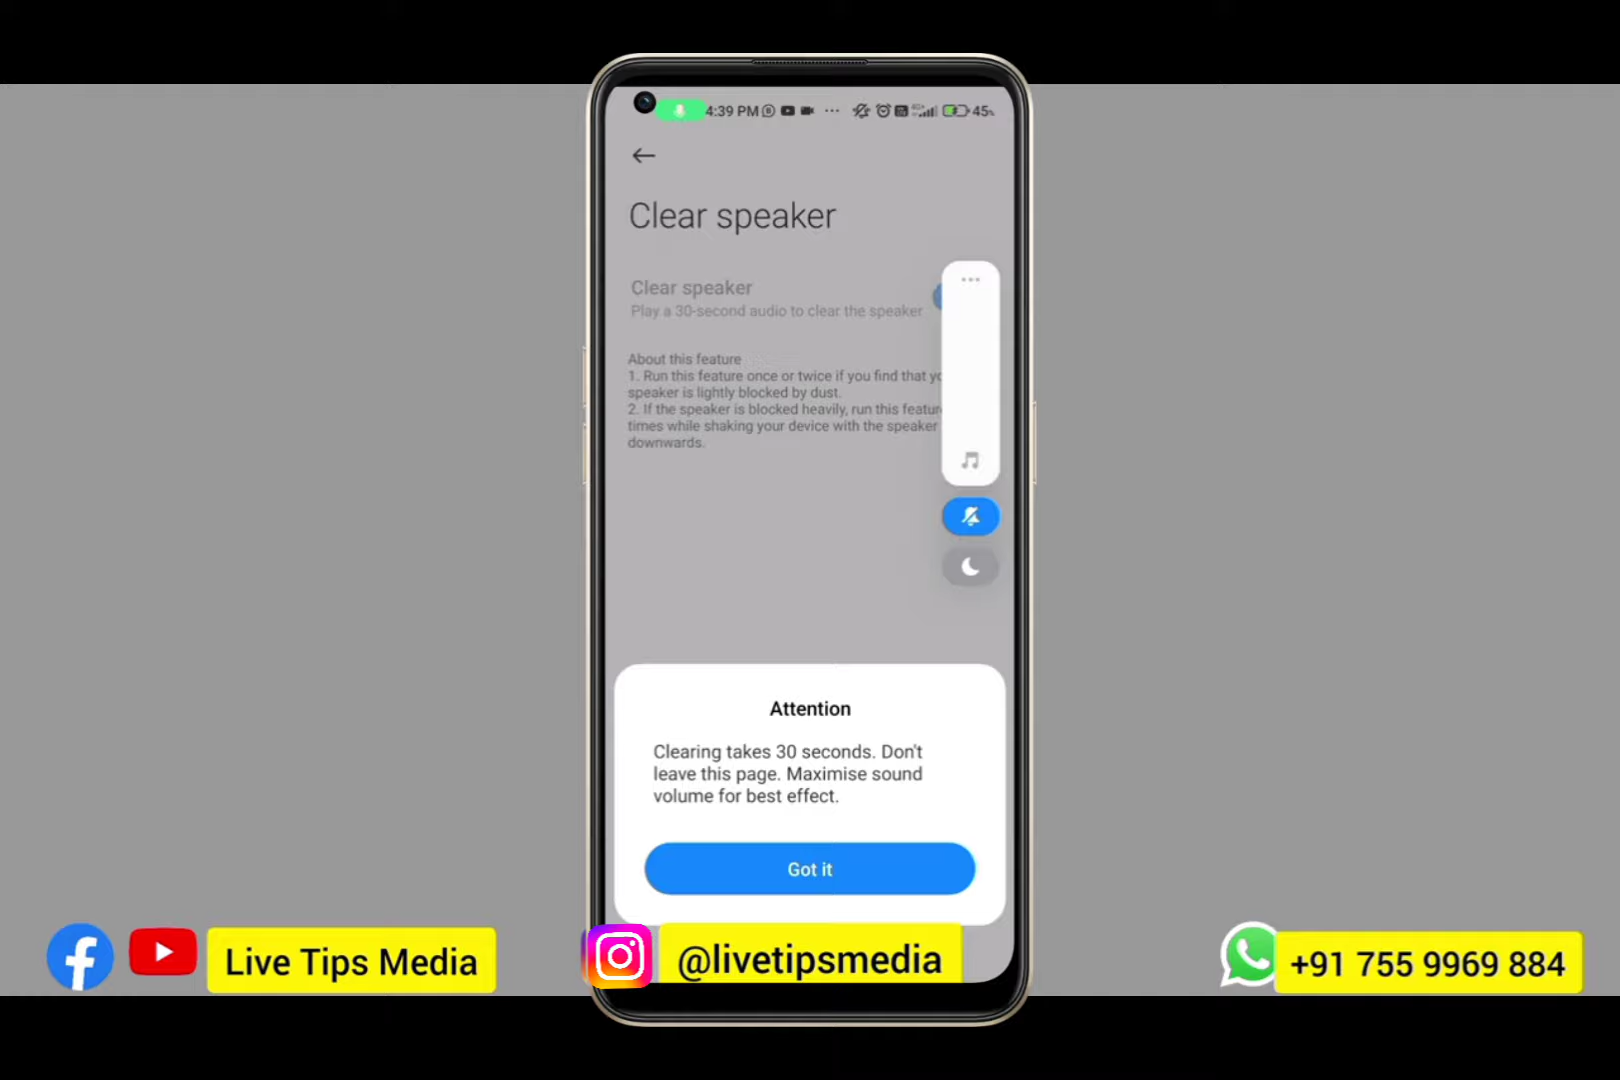 4:39 PM
45%
Clear speaker
Clear speaker
Play a 30-second audio to clear the speaker
About this feature
1. Run this feature once or twice if you find that yo
speaker is lightly blocked by dust.
2. If the speaker is blocked heavily, run this featur
times while shaking your device with the speaker
downwards.
Attention
Clearing takes 30 seconds. Don't
leave this page. Maximise sound
volume for best effect.
Got it
Live Tips Media
@livetipsmedia
+91 755 9969 884